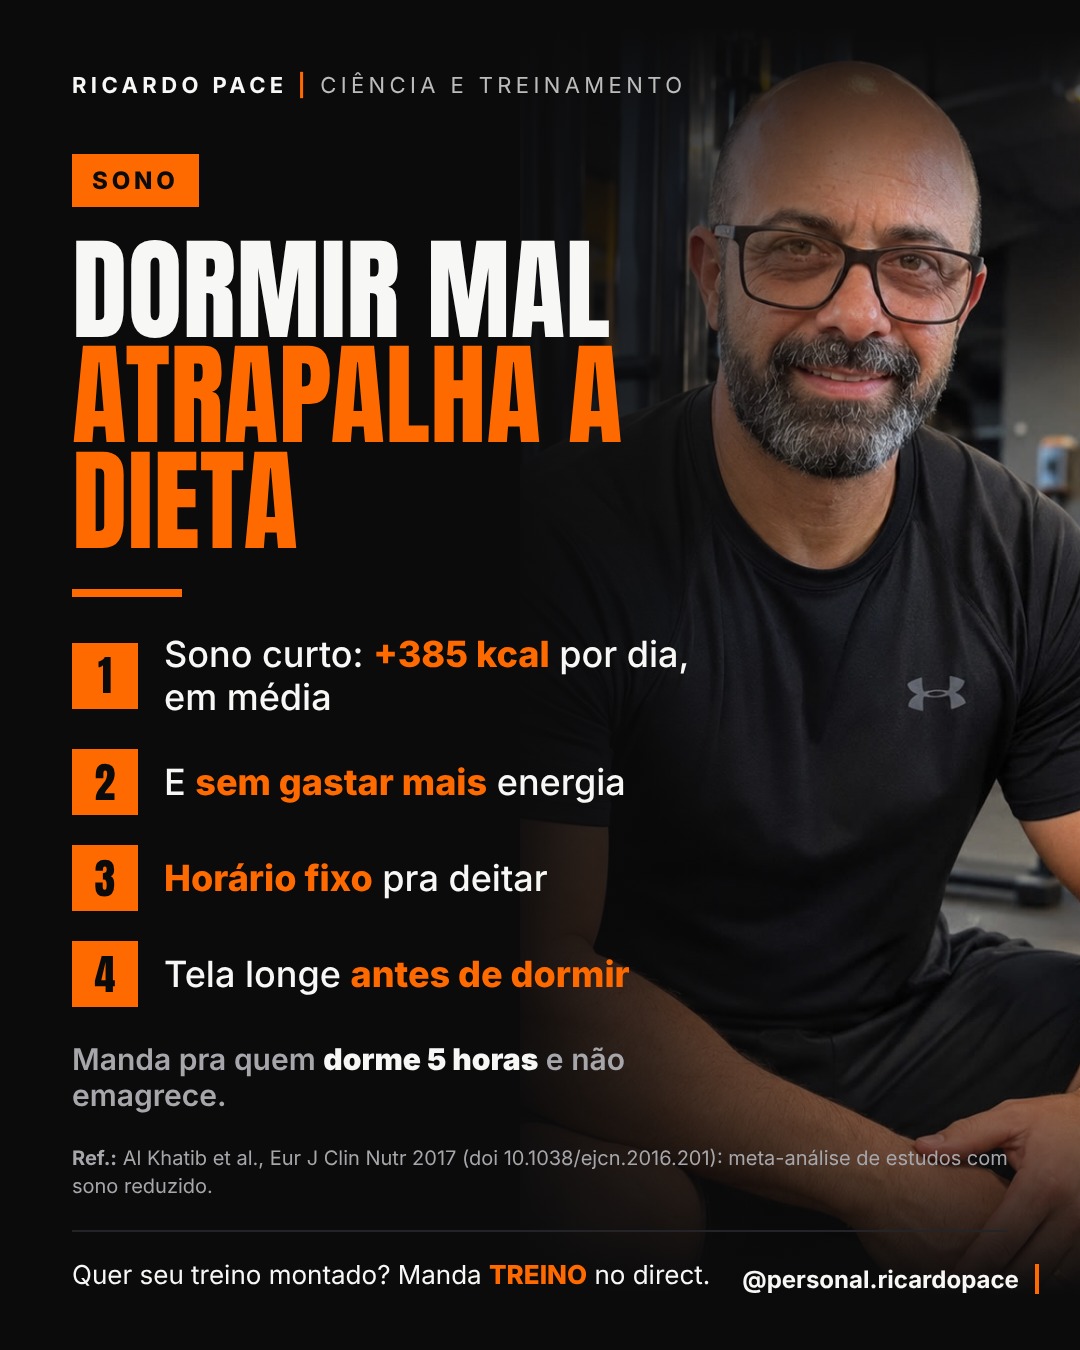 RICARDO PACE | CIÊNCIA E TREINAMENTO
SONO
DORMIR MAL
ATRAPALHA A
DIETA
1 Sono curto: +385 kcal por dia,
em média
2 E sem gastar mais energia
3 Horário fixo pra deitar
4 Tela longe antes de dormir
Manda pra quem dorme 5 horas e não
emagrece.
Ref.: Al Khatib et al., Eur J Clin Nutr 2017 (doi 10.1038/ejcn.2016.201): meta-análise de estudos com
sono reduzido.
Quer seu treino montado? Manda TREINO no direct.
@personal.ricardopace